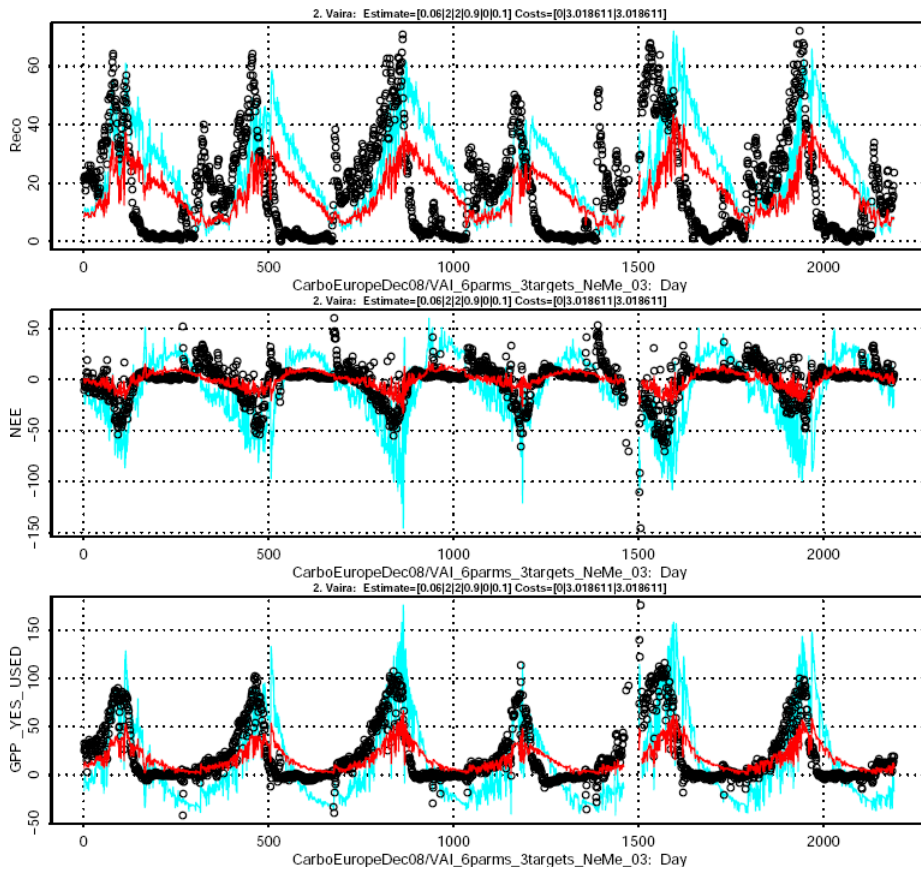 2. Vaira: Estimate=[0.06|2|2|0.9|0|0.1] Costs=[0|3.018611|3.018611]
60
40
20
0
Reco
0 500 1000 1500 2000
CarboEuropeDec08/VAI_6parms_3targets_NeMe_03: Day
2. Vaira: Estimate=[0.06|2|2|0.9|0|0.1] Costs=[0|3.018611|3.018611]
50
0
-50
-100
-150
NEE
0 500 1000 1500 2000
CarboEuropeDec08/VAI_6parms_3targets_NeMe_03: Day
2. Vaira: Estimate=[0.06|2|2|0.9|0|0.1] Costs=[0|3.018611|3.018611]
150
100
50
0
-50
GPP _YES_ USED
0 500 1000 1500 2000
CarboEuropeDec08/VAI_6parms_3targets_NeMe_03: Day